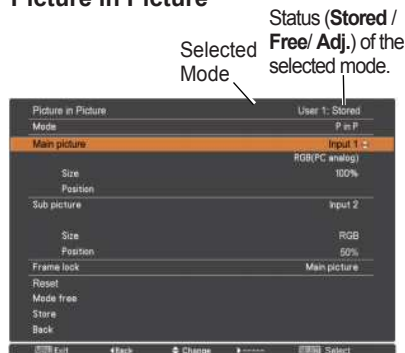 Picture in Picture
Status (Stored /
Free/ Adj.) of the
selected mode.
Selected
Mode
Picture in Picture User 1: Stored
Mode P in P
Main picture Input 1
RGB(PC analog)
Size 100%
Position
Sub picture Input 2
Size RGB
Position 50%
Frame lock Main picture
Reset
Mode free
Store
Back
Exit Back Change ----- Select